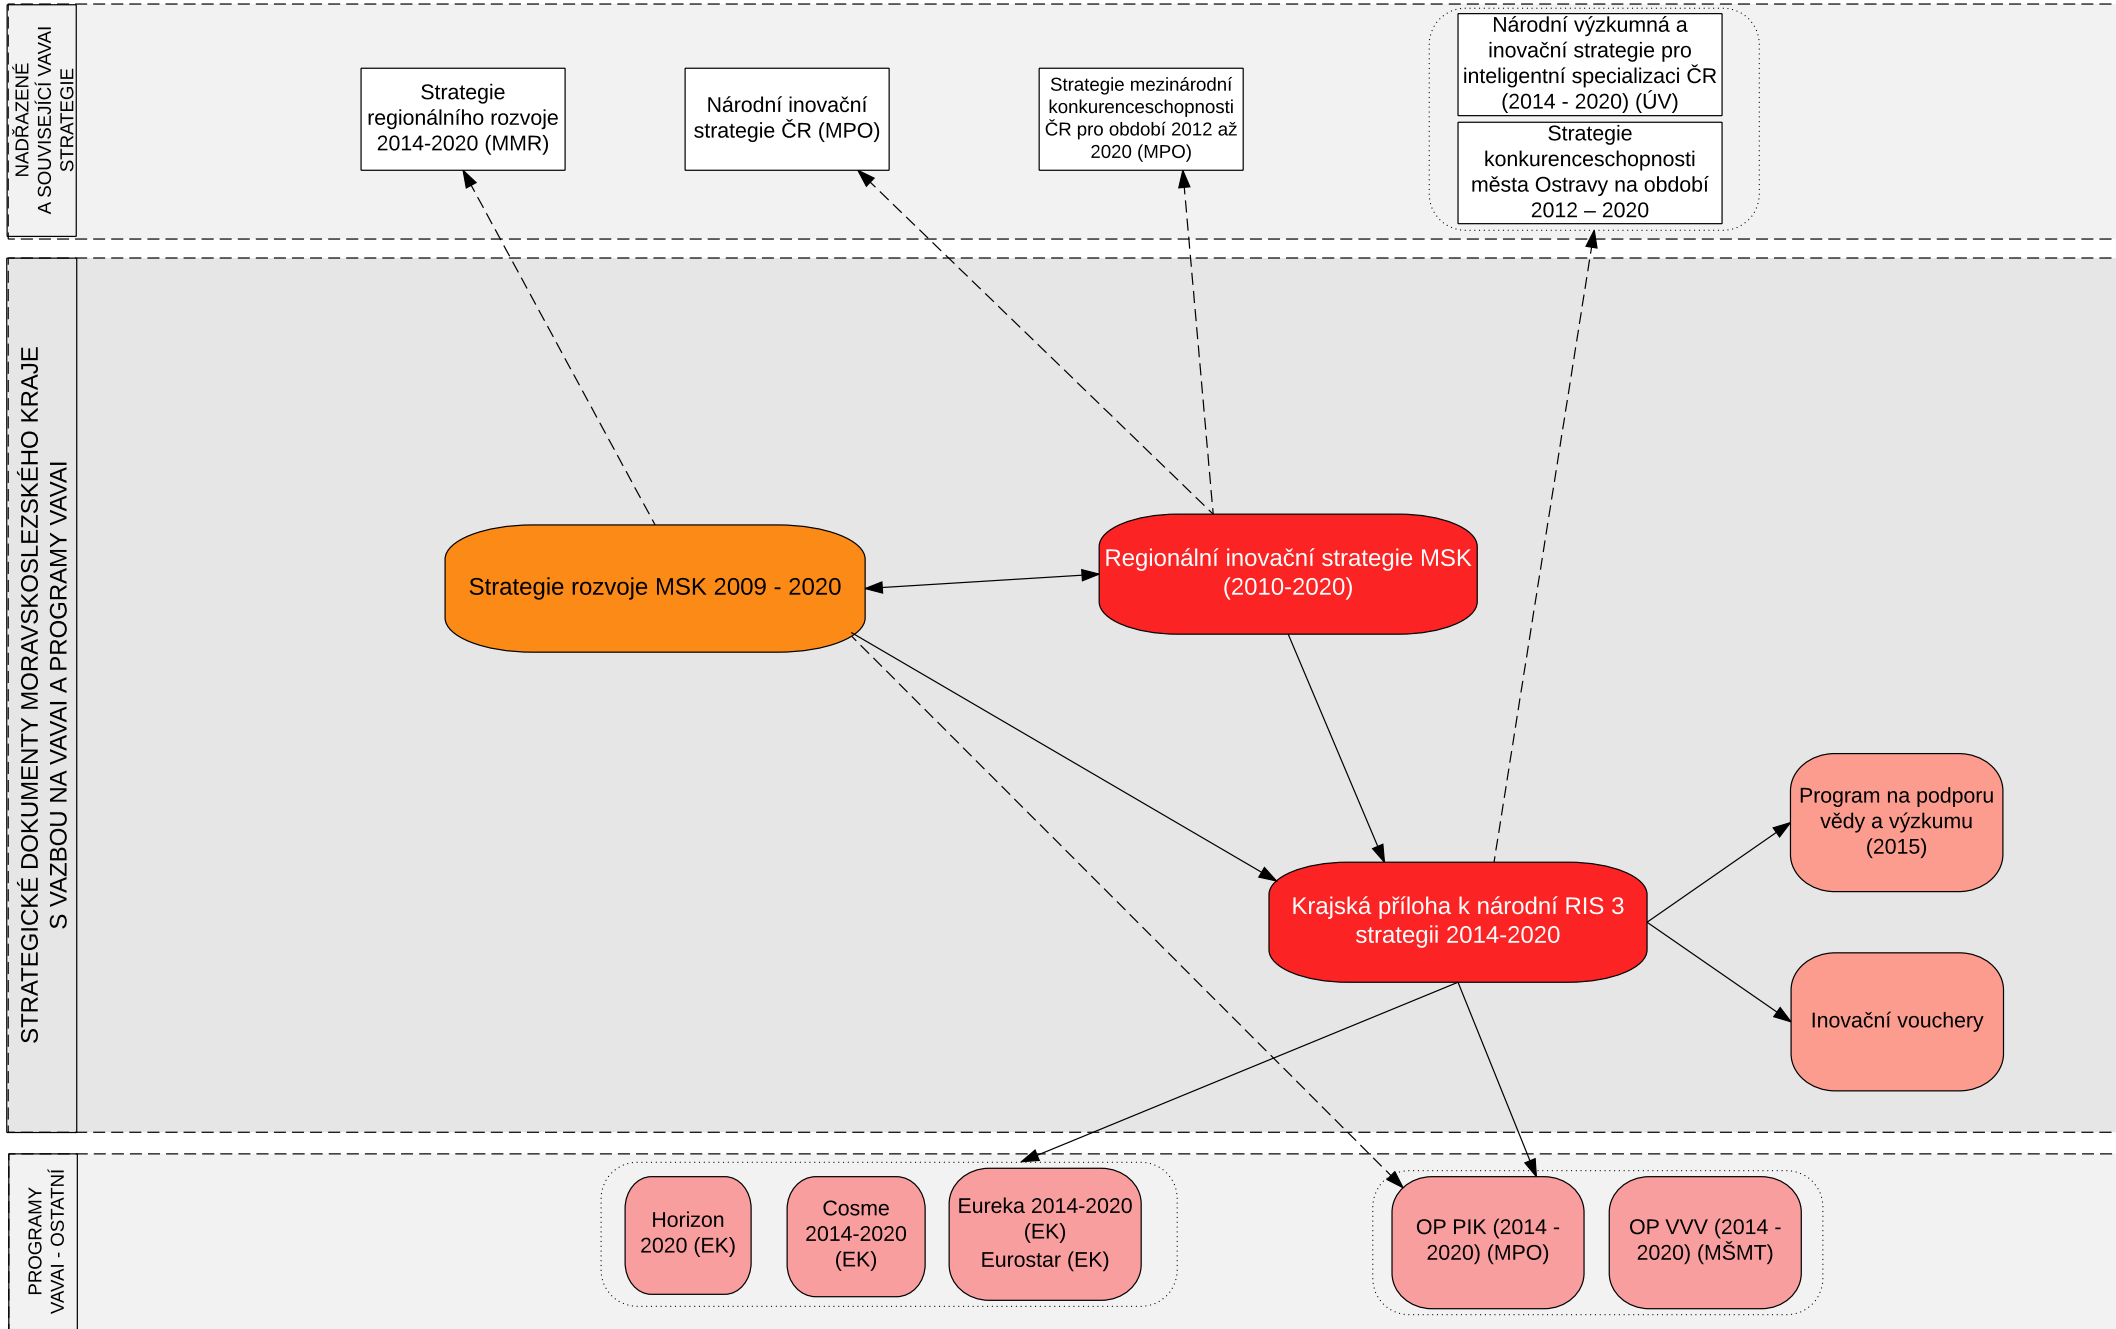 NADŘAZENÉ
A SOUVISEJÍCÍ VAVAI
STRATEGIE
Strategie
regionálního rozvoje
2014-2020 (MMR)
Národní inovační
strategie ČR (MPO)
Strategie mezinárodní
konkurenceschopnosti
ČR pro období 2012 až
2020 (MPO)
Národní výzkumná a
inovační strategie pro
inteligentní specializaci ČR
(2014 - 2020) (ÚV)
Strategie
konkurenceschopnosti
města Ostravy na období
2012 – 2020
STRATEGICKÉ DOKUMENTY MORAVSKOSLEZSKÉHO KRAJE
S VAZBOU NA VAVAI A PROGRAMY VAVAI
Strategie rozvoje MSK 2009 - 2020
Regionální inovační strategie MSK
(2010-2020)
Krajská příloha k národní RIS 3
strategii 2014-2020
Program na podporu
vědy a výzkumu
(2015)
Inovační vouchery
PROGRAMY
VAVAI - OSTATNÍ
Horizon
2020 (EK)
Cosme
2014-2020
(EK)
Eureka 2014-2020
(EK)
Eurostar (EK)
OP PIK (2014 -
2020) (MPO)
OP VVV (2014 -
2020) (MŠMT)